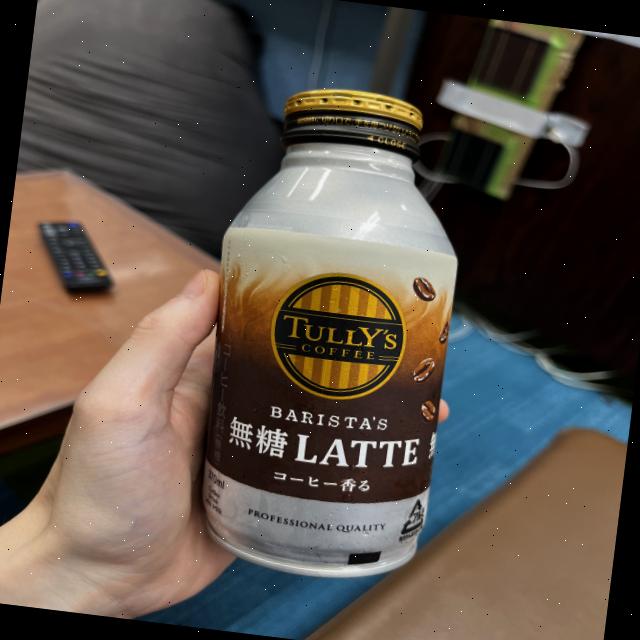 TULLY'S
COFFEE
BARISTA'S
無糖 LATTE
コーヒー香る
PROFESSIONAL QUALITY